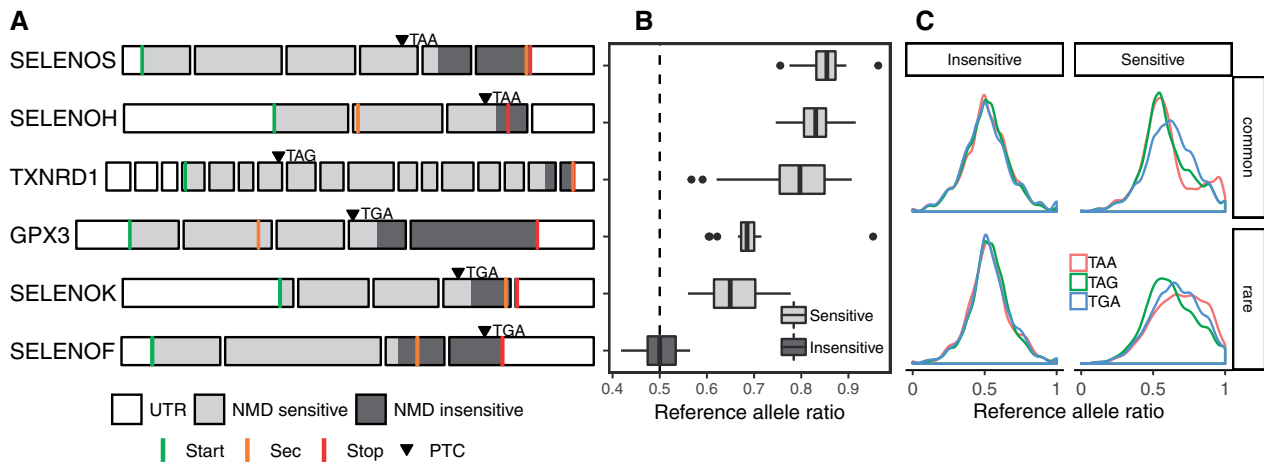 A
B
C
SELENOS
TAA
SELENOH
TAA
TXNRD1
TAG
GPX3
TGA
SELENOK
TGA
SELENOF
TGA
UTR
NMD sensitive
NMD insensitive
Start
Sec
Stop
PTC
Sensitive
Insensitive
0.4 0.5 0.6 0.7 0.8 0.9
Reference allele ratio
Insensitive
Sensitive
common
rare
TAA
TAG
TGA
0 0.5 1 0 0.5 1
Reference allele ratio